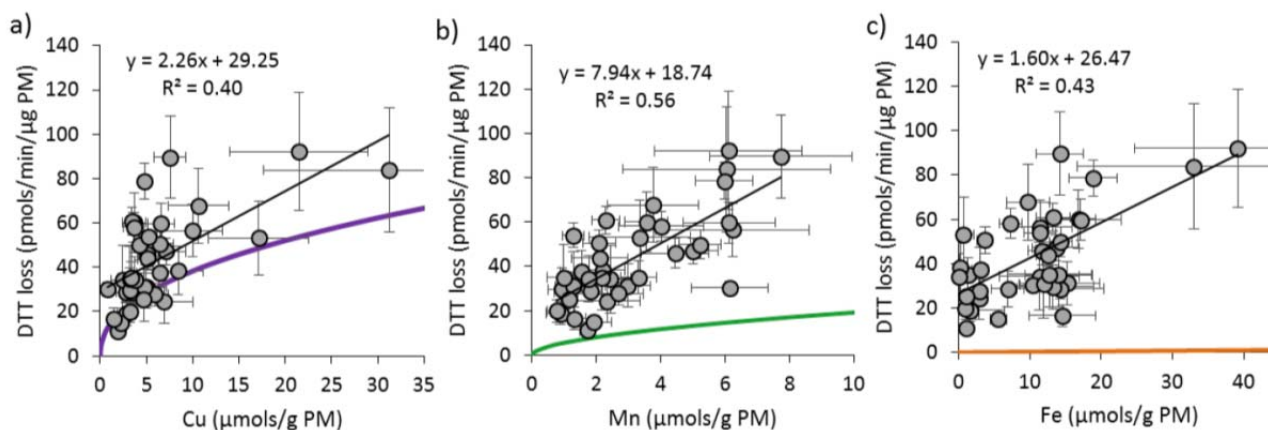 a)
y = 2.26x + 29.25
R² = 0.40
DTT loss (pmols/min/µg PM)
140
120
100
80
60
40
20
0
0 5 10 15 20 25 30 35
Cu (µmols/g PM)
b)
y = 7.94x + 18.74
R² = 0.56
DTT loss (pmols/min/µg PM)
140
120
100
80
60
40
20
0
0 2 4 6 8 10
Mn (µmols/g PM)
c)
y = 1.60x + 26.47
R² = 0.43
DTT loss (pmols/min/µg PM)
140
120
100
80
60
40
20
0
0 10 20 30 40
Fe (µmols/g PM)